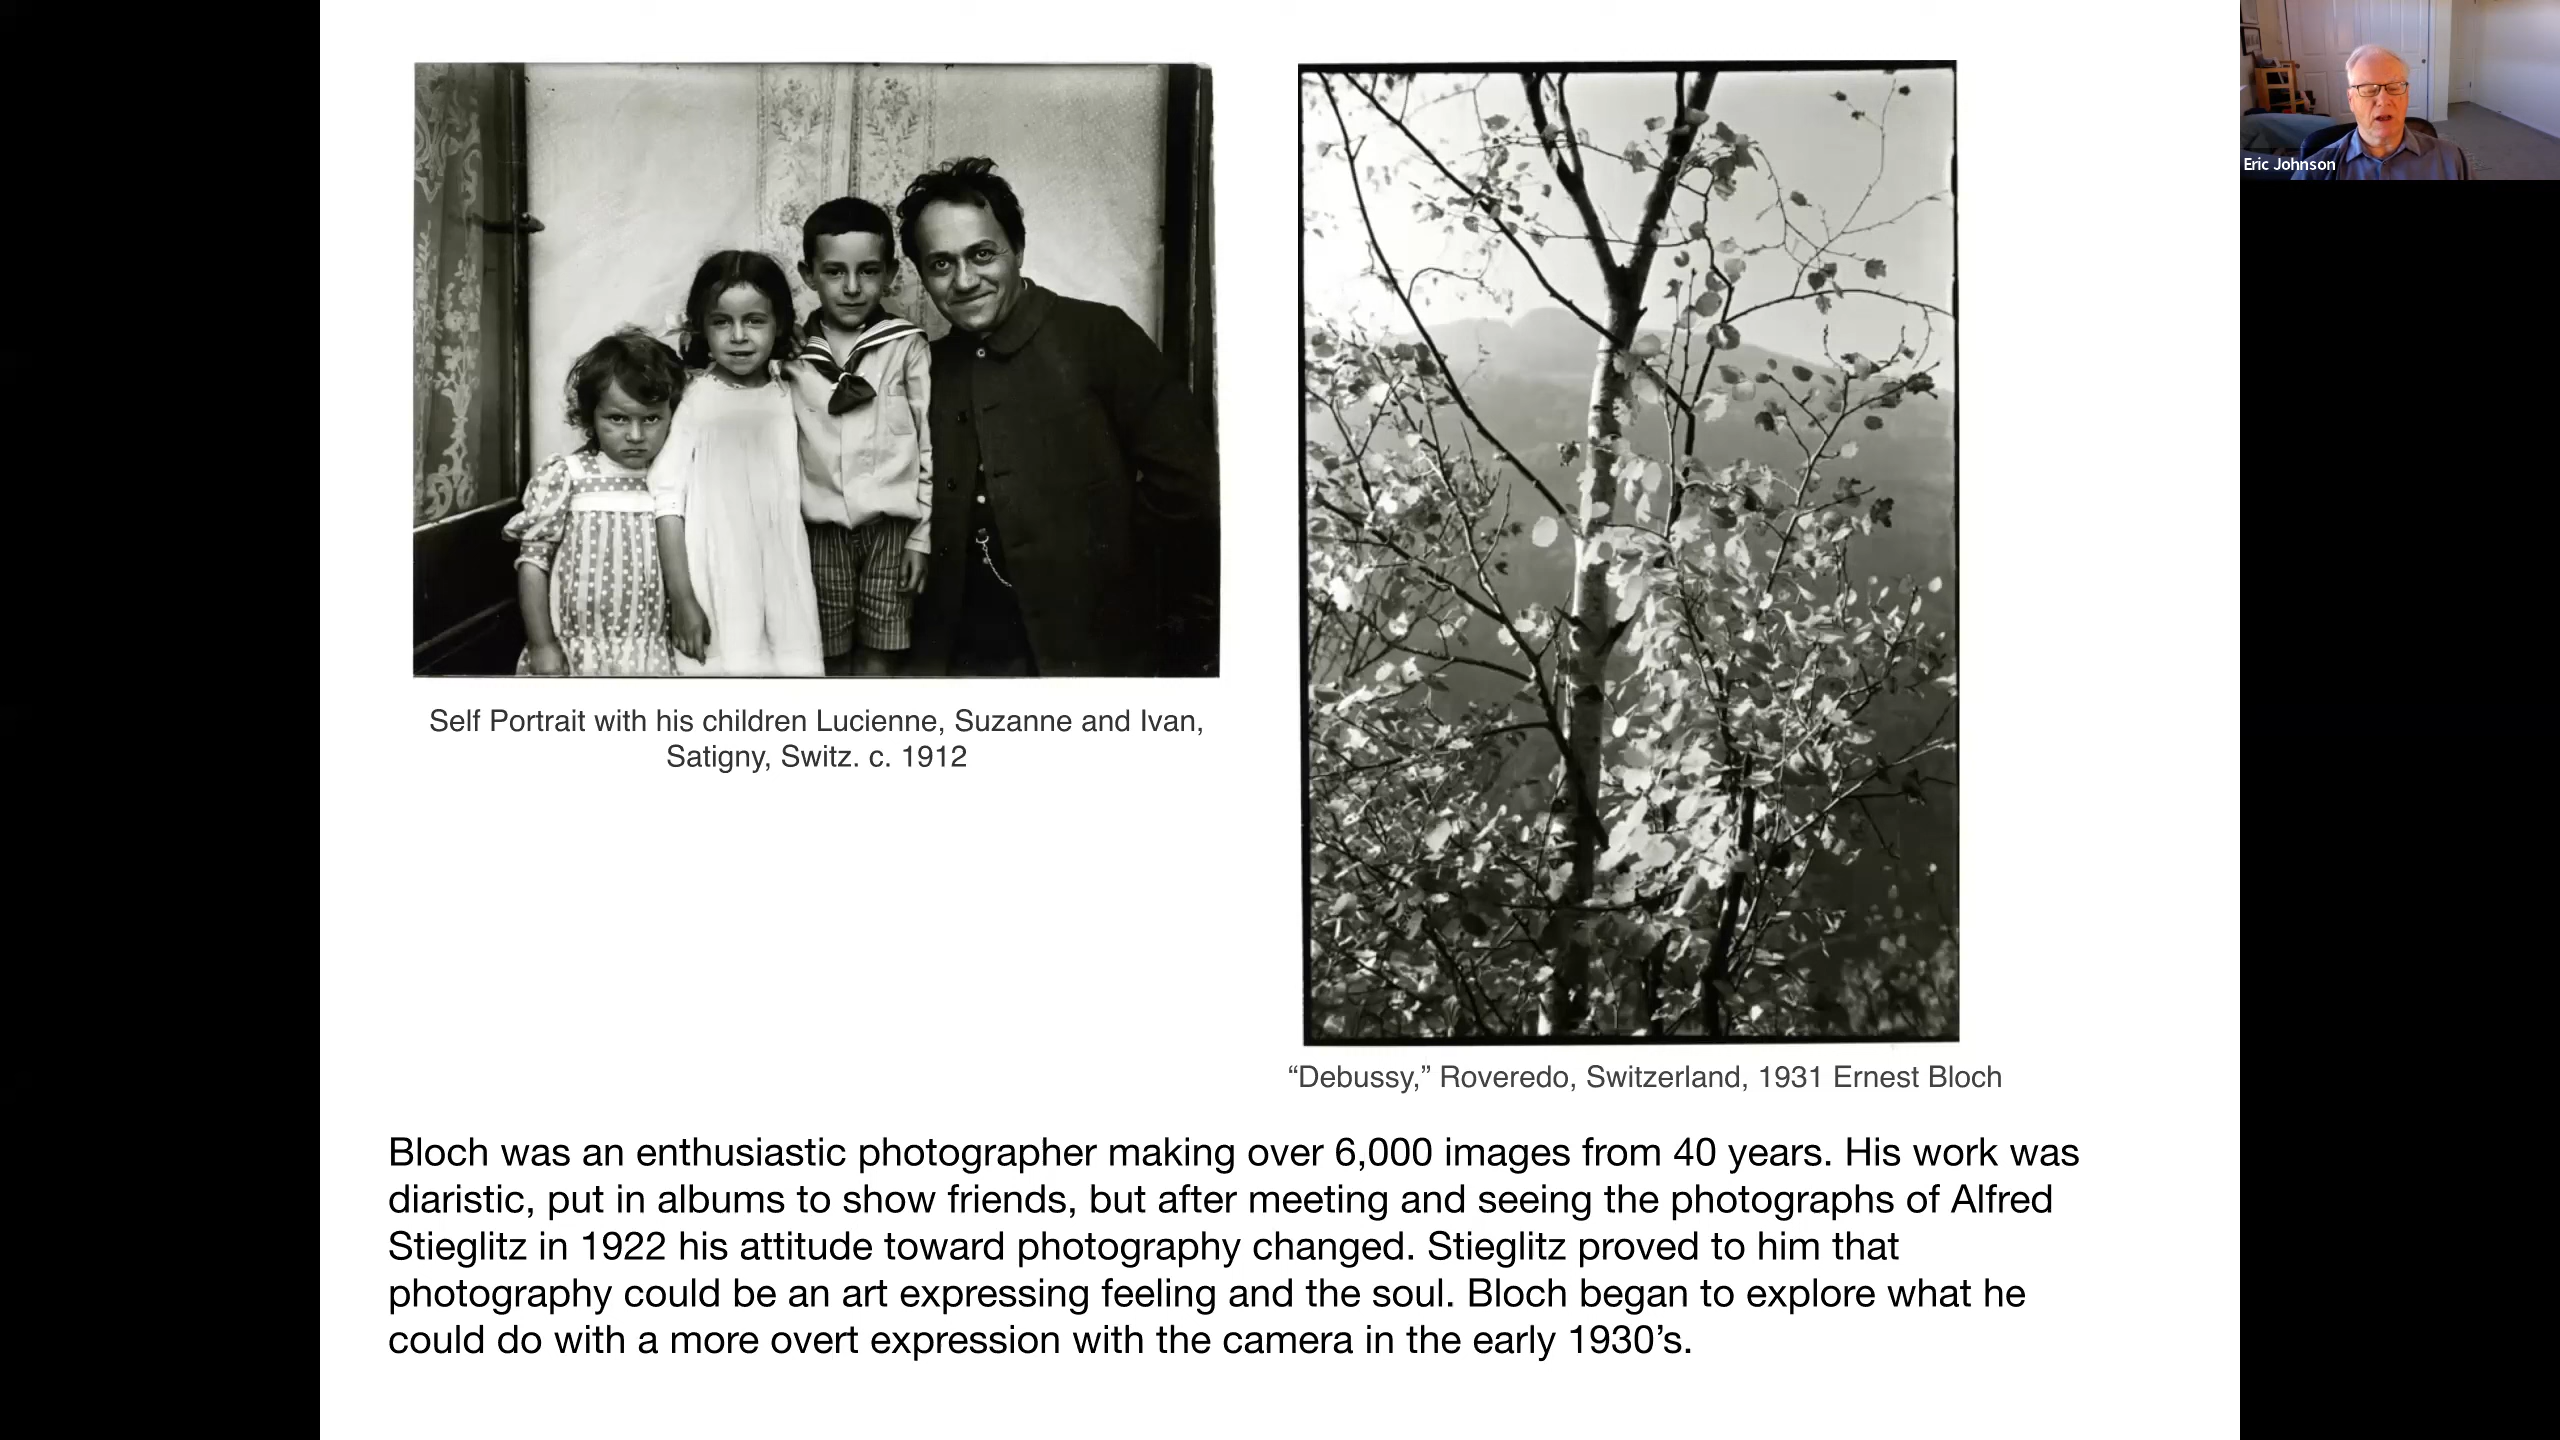 Self Portrait with his children Lucienne, Suzanne and Ivan,
Satigny, Switz. c. 1912
“Debussy,” Roveredo, Switzerland, 1931 Ernest Bloch
Bloch was an enthusiastic photographer making over 6,000 images from 40 years. His work was
diaristic, put in albums to show friends, but after meeting and seeing the photographs of Alfred
Stieglitz in 1922 his attitude toward photography changed. Stieglitz proved to him that
photography could be an art expressing feeling and the soul. Bloch began to explore what he
could do with a more overt expression with the camera in the early 1930’s.
Eric Johnson